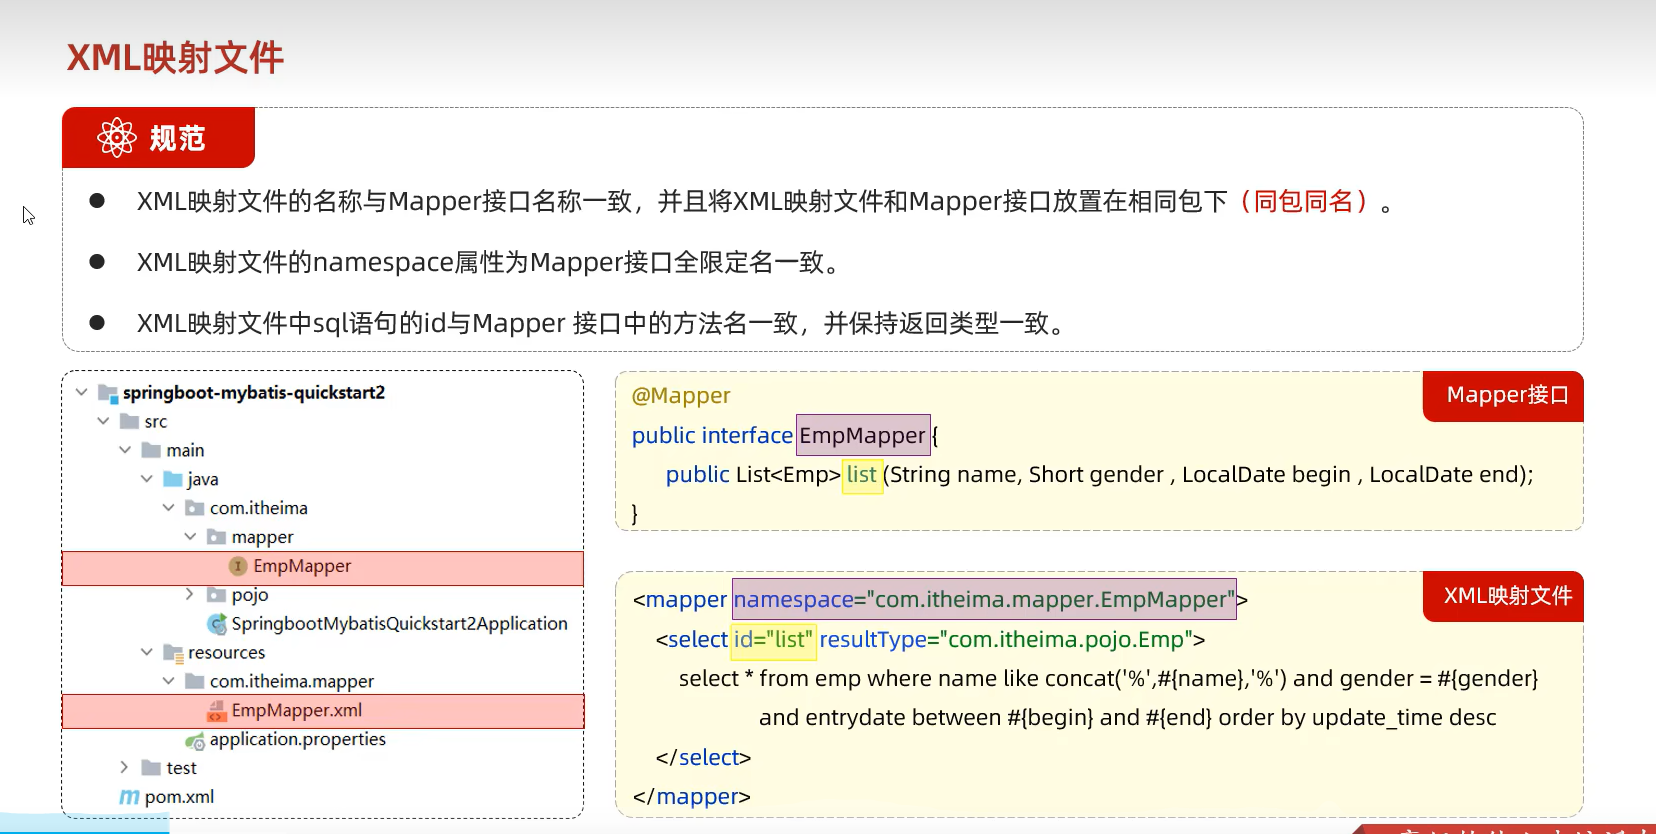 XML映射文件
规范
XML映射文件的名称与Mapper接口名称一致，并且将XML映射文件和Mapper接口放置在相同包下（同包同名）。
XML映射文件的namespace属性为Mapper接口全限定名一致。
XML映射文件中sql语句的id与Mapper 接口中的方法名一致，并保持返回类型一致。
springboot-mybatis-quickstart2
src
main
java
com.itheima
mapper
EmpMapper
pojo
SpringbootMybatisQuickstart2Application
resources
com.itheima.mapper
EmpMapper.xml
application.properties
test
pom.xml
Mapper接口
@Mapper
public interface EmpMapper {
public List<Emp> list (String name, Short gender , LocalDate begin , LocalDate end);
}
XML映射文件
<mapper namespace="com.itheima.mapper.EmpMapper">
<select id="list" resultType="com.itheima.pojo.Emp">
select * from emp where name like concat('%',#{name},'%') and gender = #{gender}
and entrydate between #{begin} and #{end} order by update_time desc
</select>
</mapper>